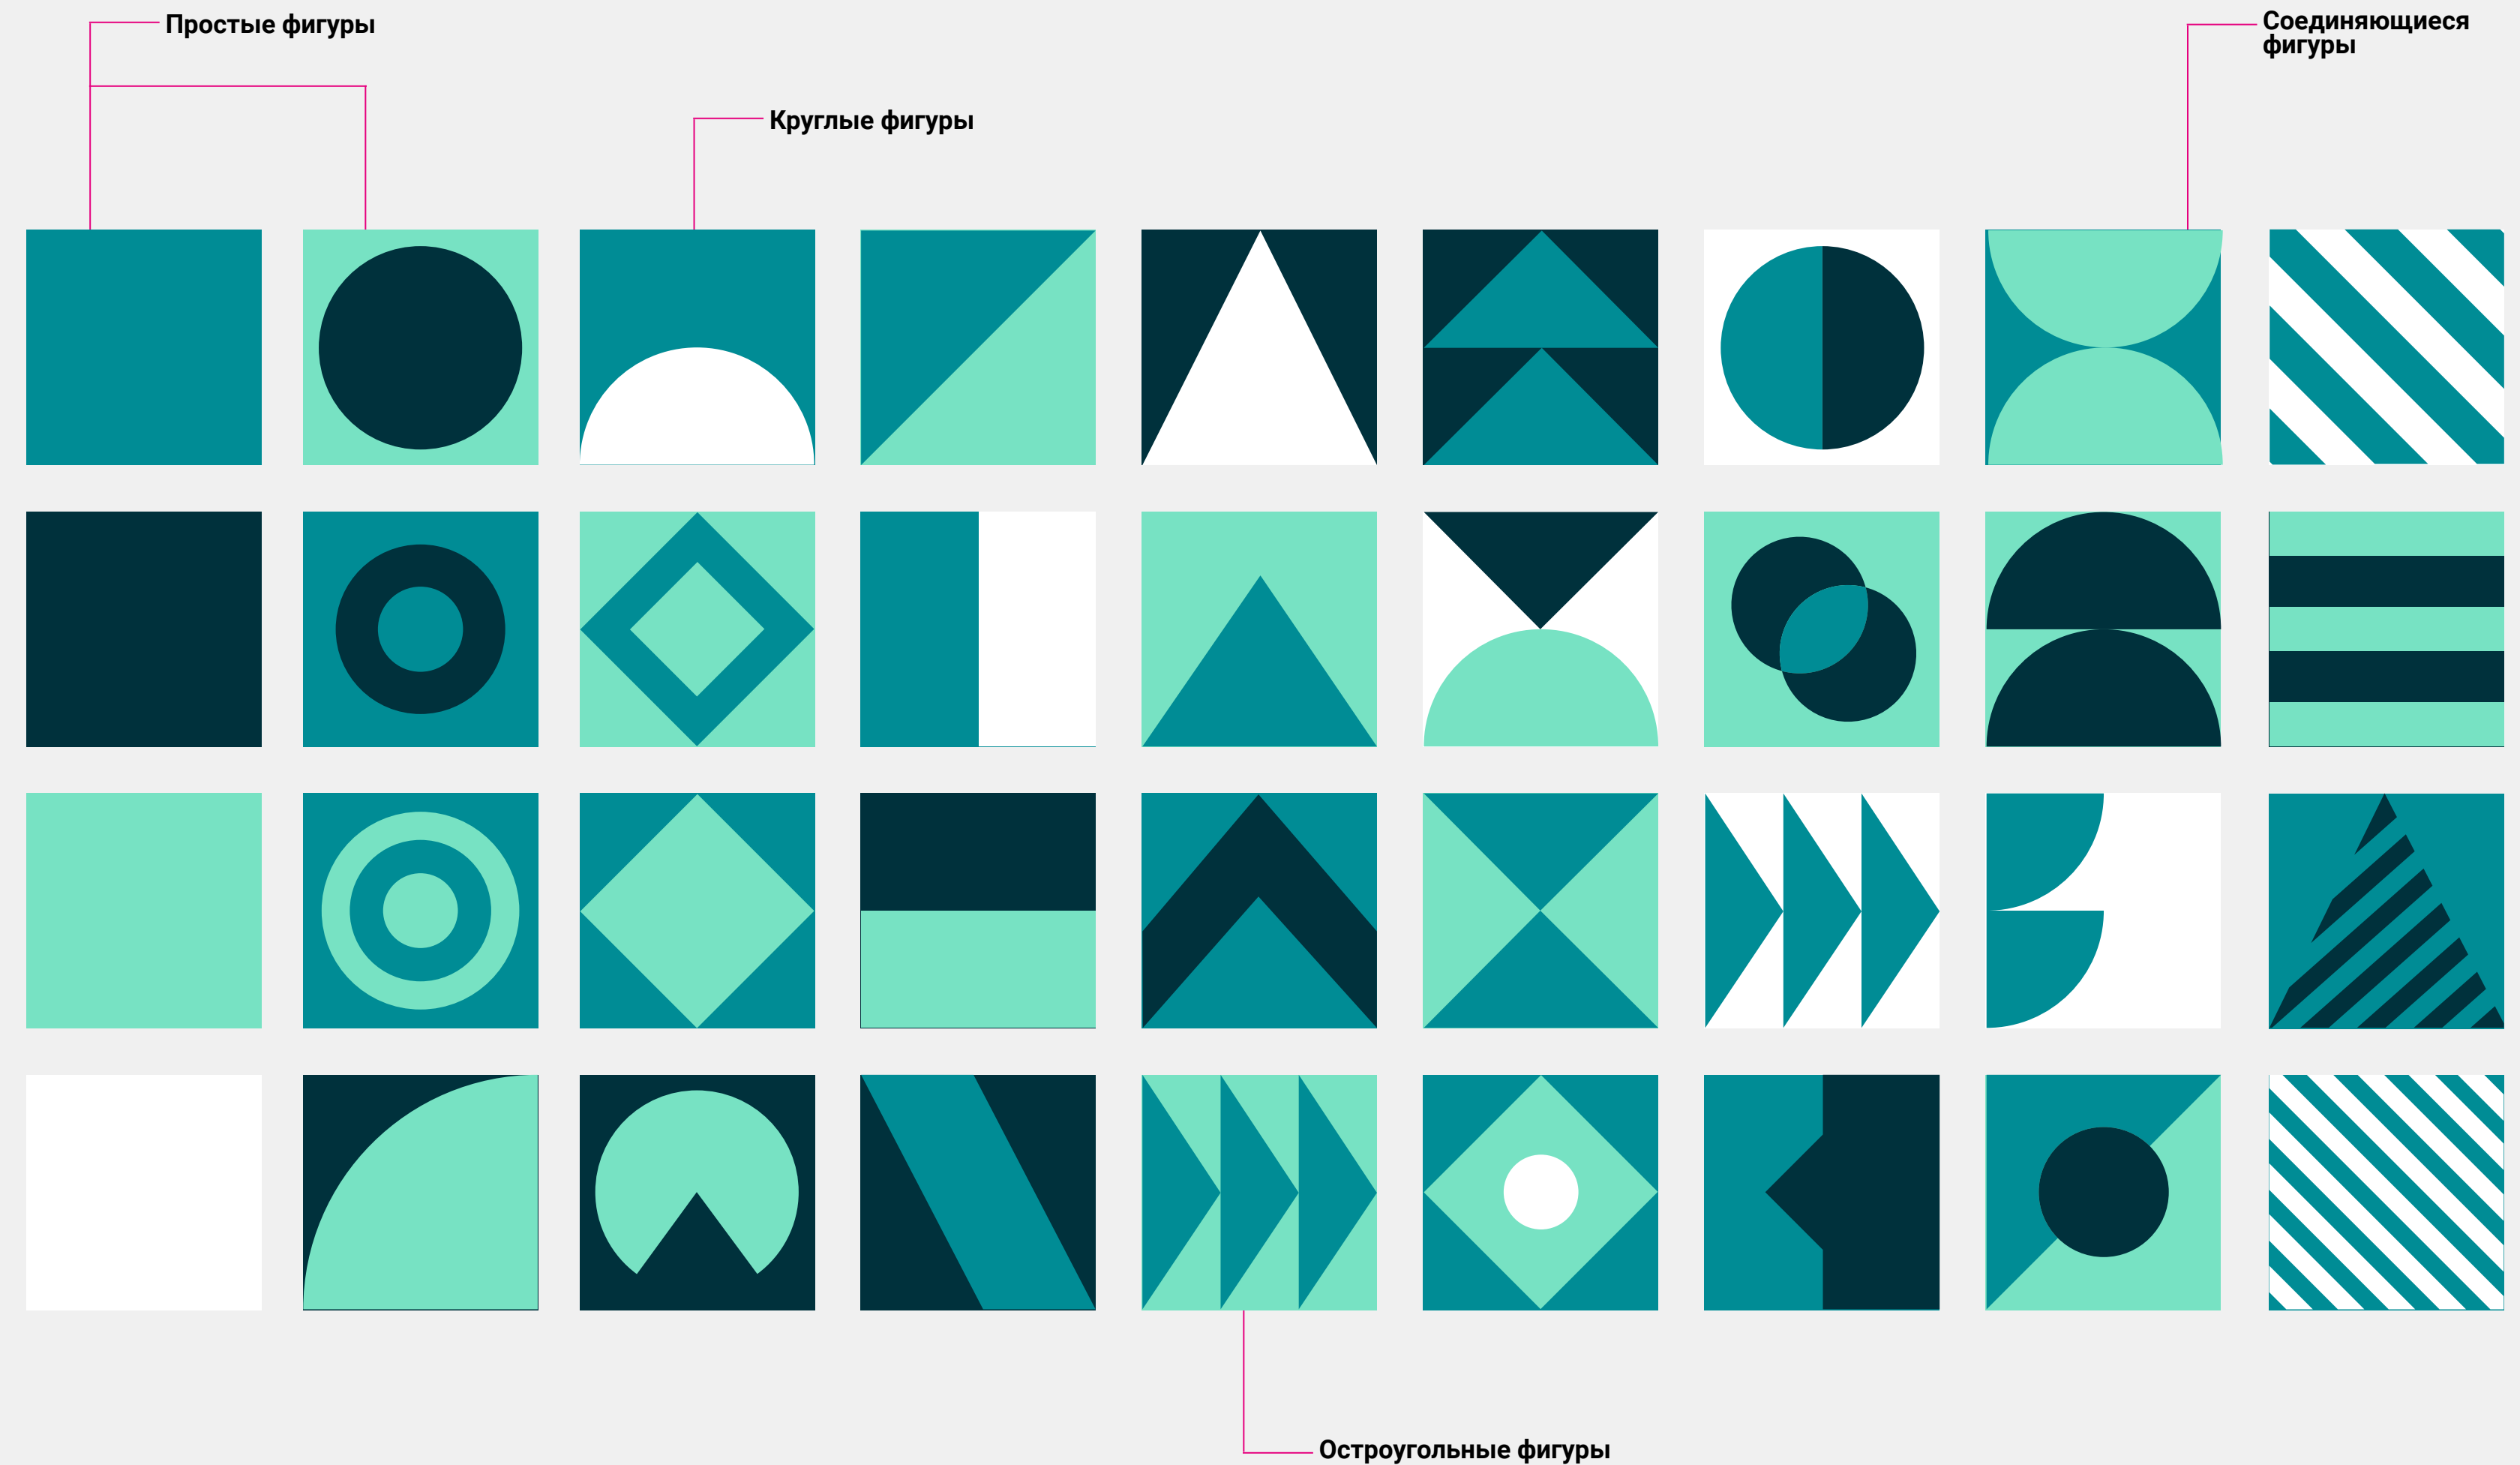 Простые фигуры
Соединяющиеся
фигуры
Круглые фигуры
Остроугольные фигуры